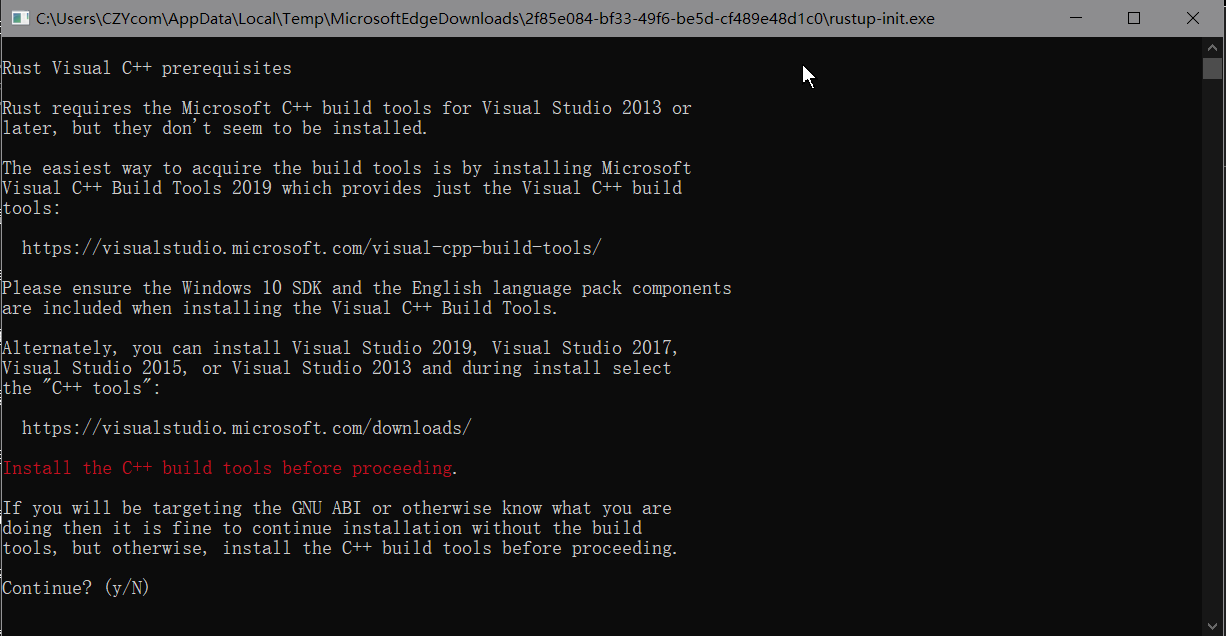 C:\Users\CZYcom\AppData\Local\Temp\MicrosoftEdgeDownloads\2f85e084-bf33-49f6-be5d-cf489e48d1c0\rustup-init.exe
Rust Visual C++ prerequisites
Rust requires the Microsoft C++ build tools for Visual Studio 2013 or
later, but they don't seem to be installed.
The easiest way to acquire the build tools is by installing Microsoft
Visual C++ Build Tools 2019 which provides just the Visual C++ build
tools:
https://visualstudio.microsoft.com/visual-cpp-build-tools/
Please ensure the Windows 10 SDK and the English language pack components
are included when installing the Visual C++ Build Tools.
Alternately, you can install Visual Studio 2019, Visual Studio 2017,
Visual Studio 2015, or Visual Studio 2013 and during install select
the "C++ tools":
https://visualstudio.microsoft.com/downloads/
Install the C++ build tools before proceeding.
If you will be targeting the GNU ABI or otherwise know what you are
doing then it is fine to continue installation without the build
tools, but otherwise, install the C++ build tools before proceeding.
Continue? (y/N)